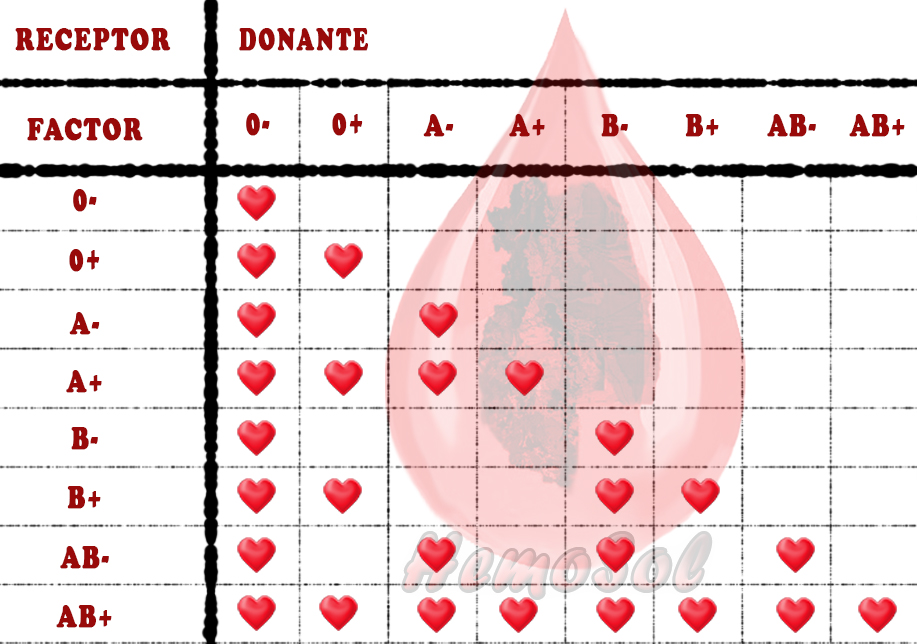 RECEPTOR DONANTE
FACTOR 0- 0+ A- A+ B- B+ AB- AB+
0-
0+
A-
A+
B-
B+
AB-
AB+
HemoSol